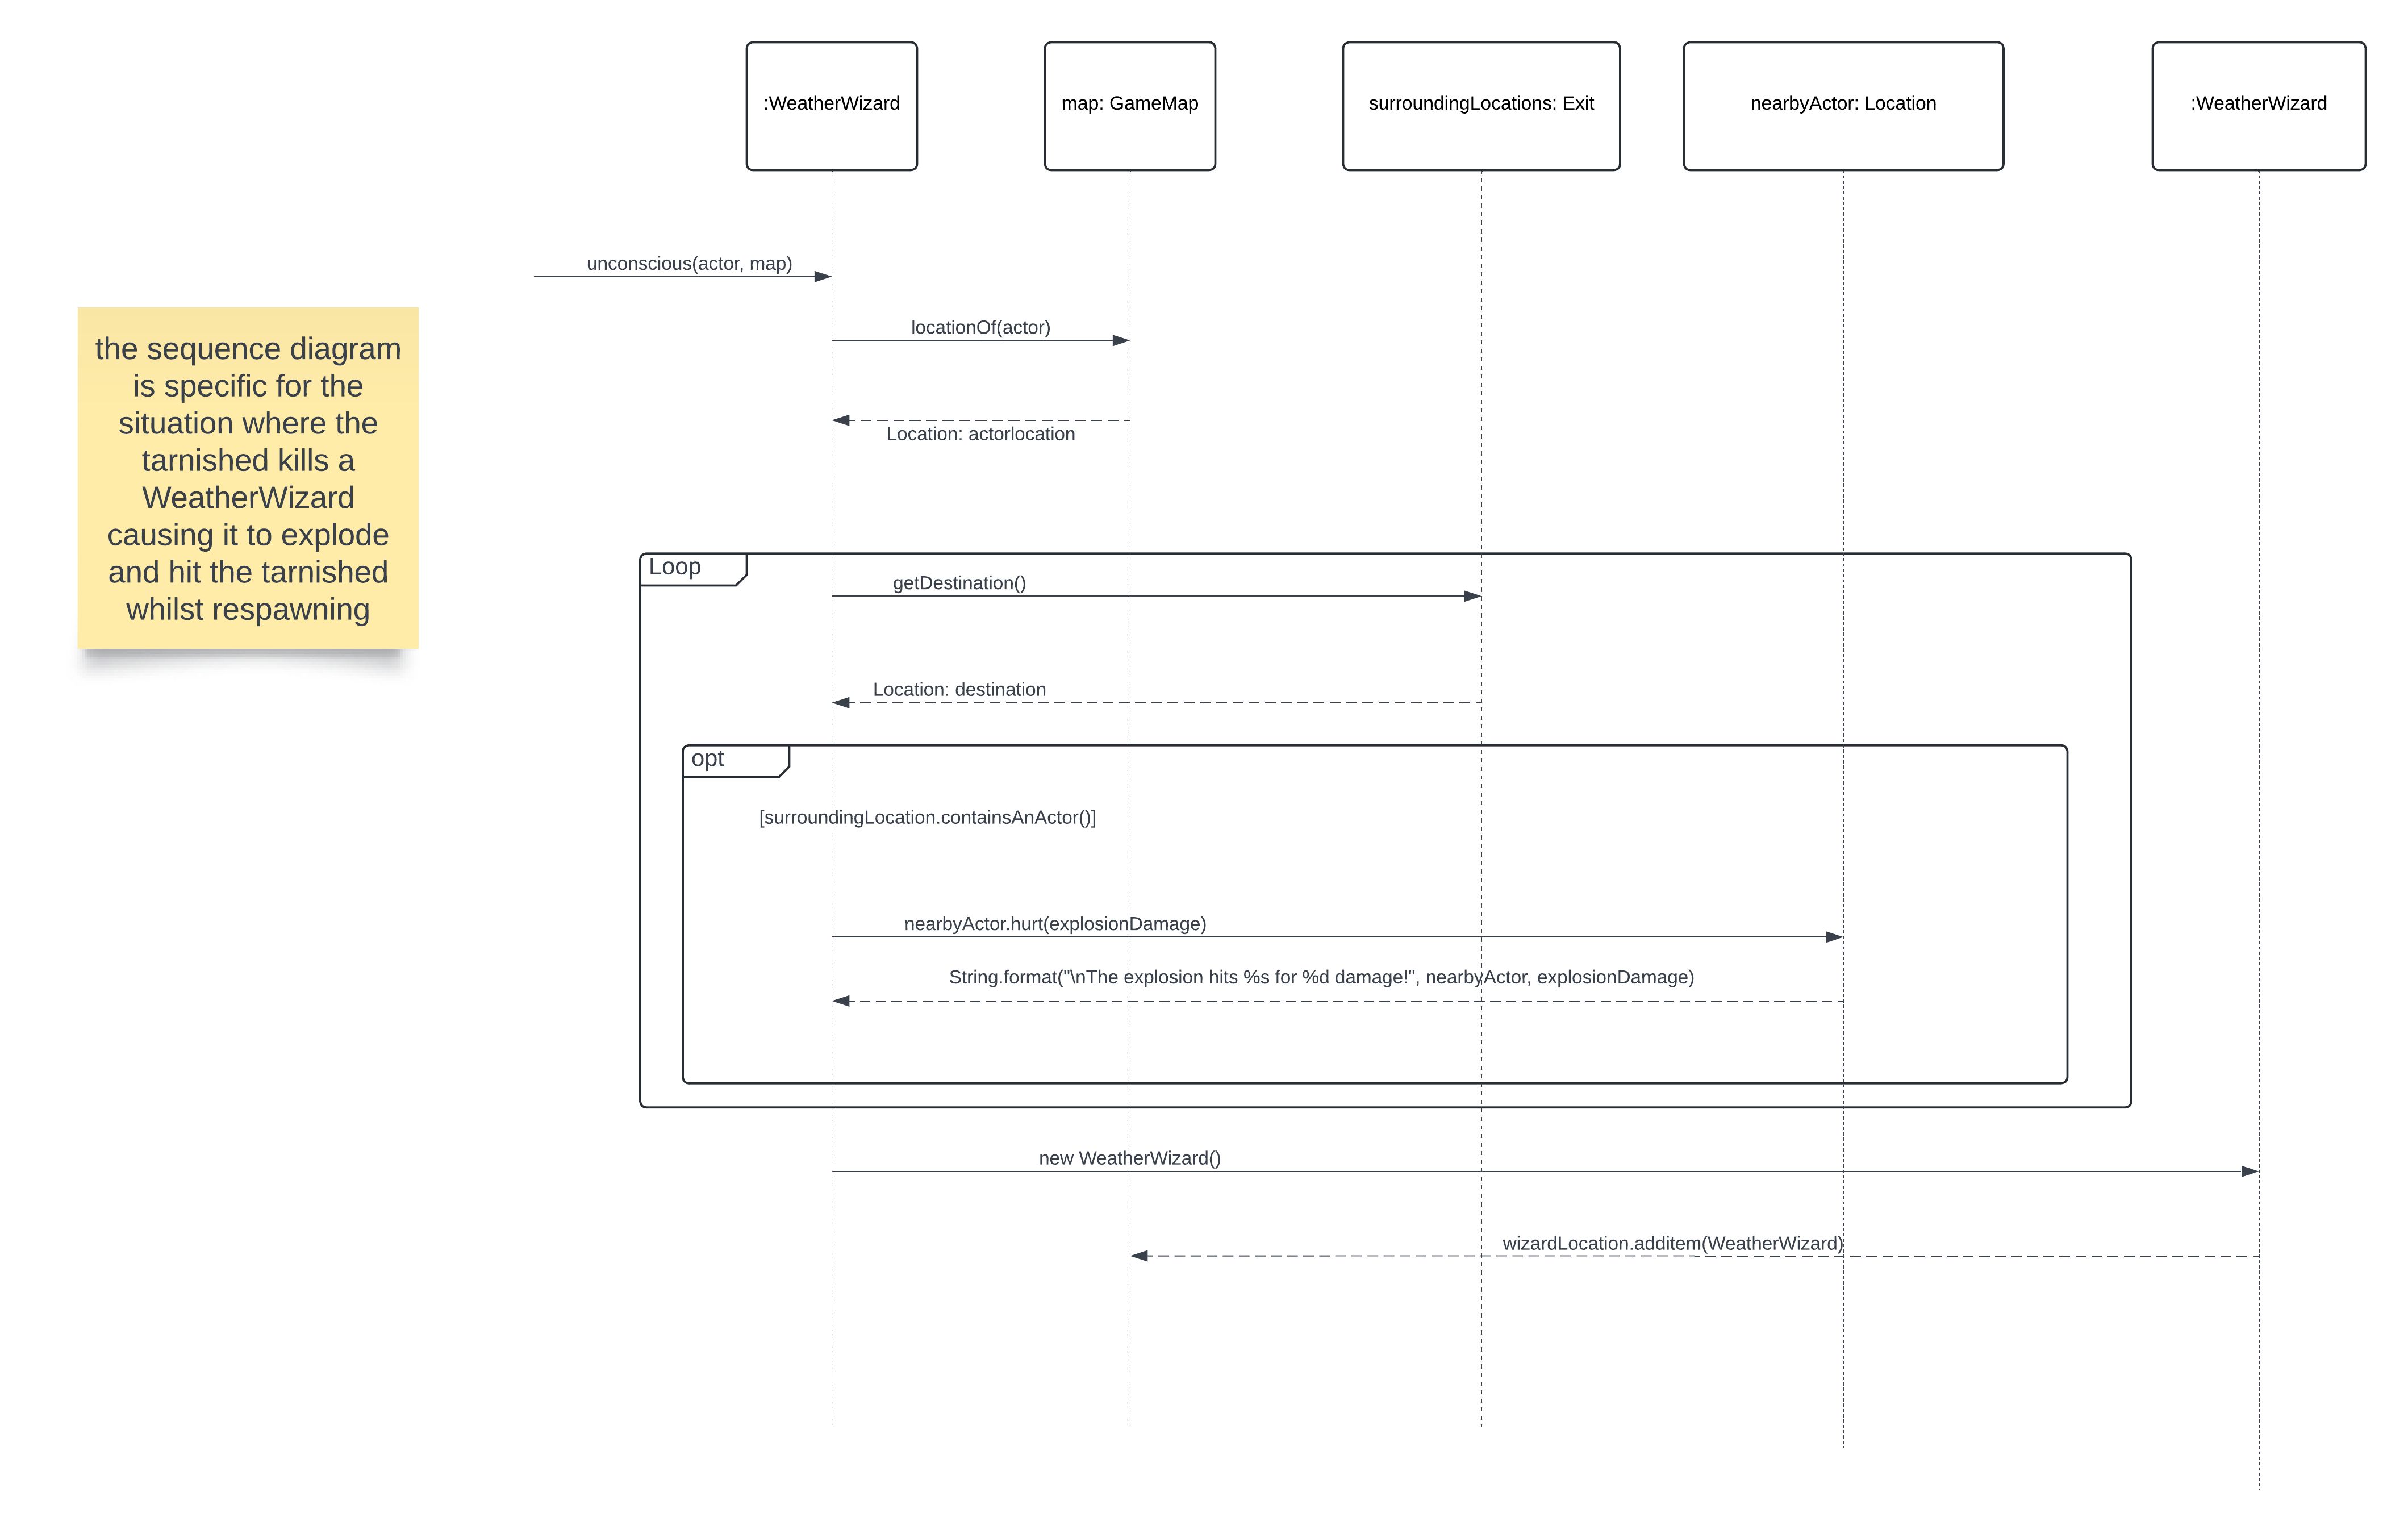 :WeatherWizard
map: GameMap
surroundingLocations: Exit
nearbyActor: Location
:WeatherWizard
unconscious(actor, map)
the sequence diagram
is specific for the
situation where the
tarnished kills a
WeatherWizard
causing it to explode
and hit the tarnished
whilst respawning
locationOf(actor)
Location: actorlocation
Loop
getDestination()
Location: destination
opt
[surroundingLocation.containsAnActor()]
nearbyActor.hurt(explosionDamage)
String.format("\nThe explosion hits %s for %d damage!", nearbyActor, explosionDamage)
new WeatherWizard()
wizardLocation.additem(WeatherWizard)